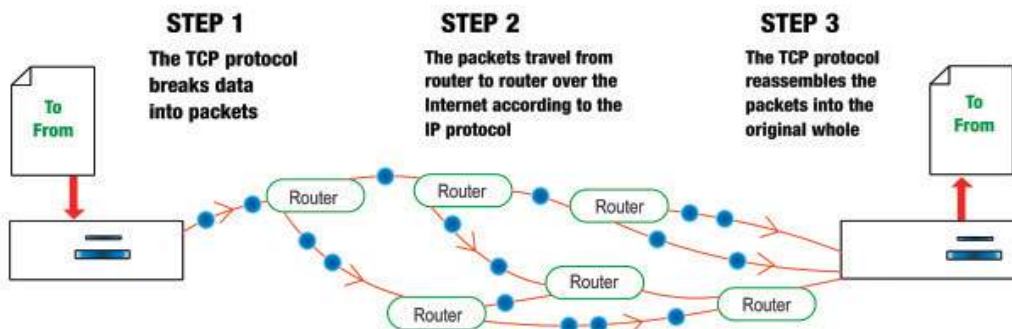 STEP 1
The TCP protocol
breaks data
into packets
STEP 2
The packets travel from
router to router over the
Internet according to the
IP protocol
STEP 3
The TCP protocol
reassembles the
packets into the
original whole
To
From
To
From
Router
Router
Router
Router
Router
Router